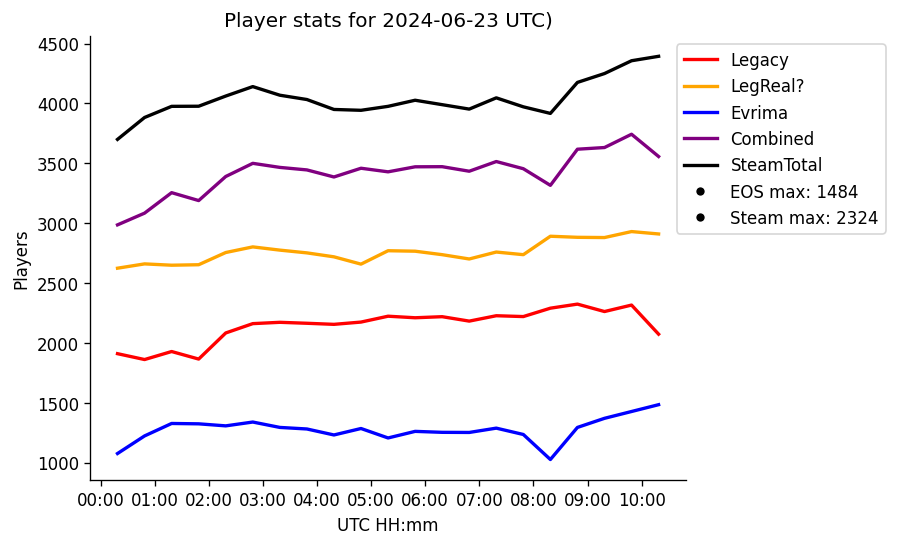 Player stats for 2024-06-23 UTC)
4500
4000
3500
3000
2500
2000
1500
1000
Players
Legacy
LegReal?
Evrima
Combined
SteamTotal
EOS max: 1484
Steam max: 2324
00:00 01:00 02:00 03:00 04:00 05:00 06:00 07:00 08:00 09:00 10:00
UTC HH:mm